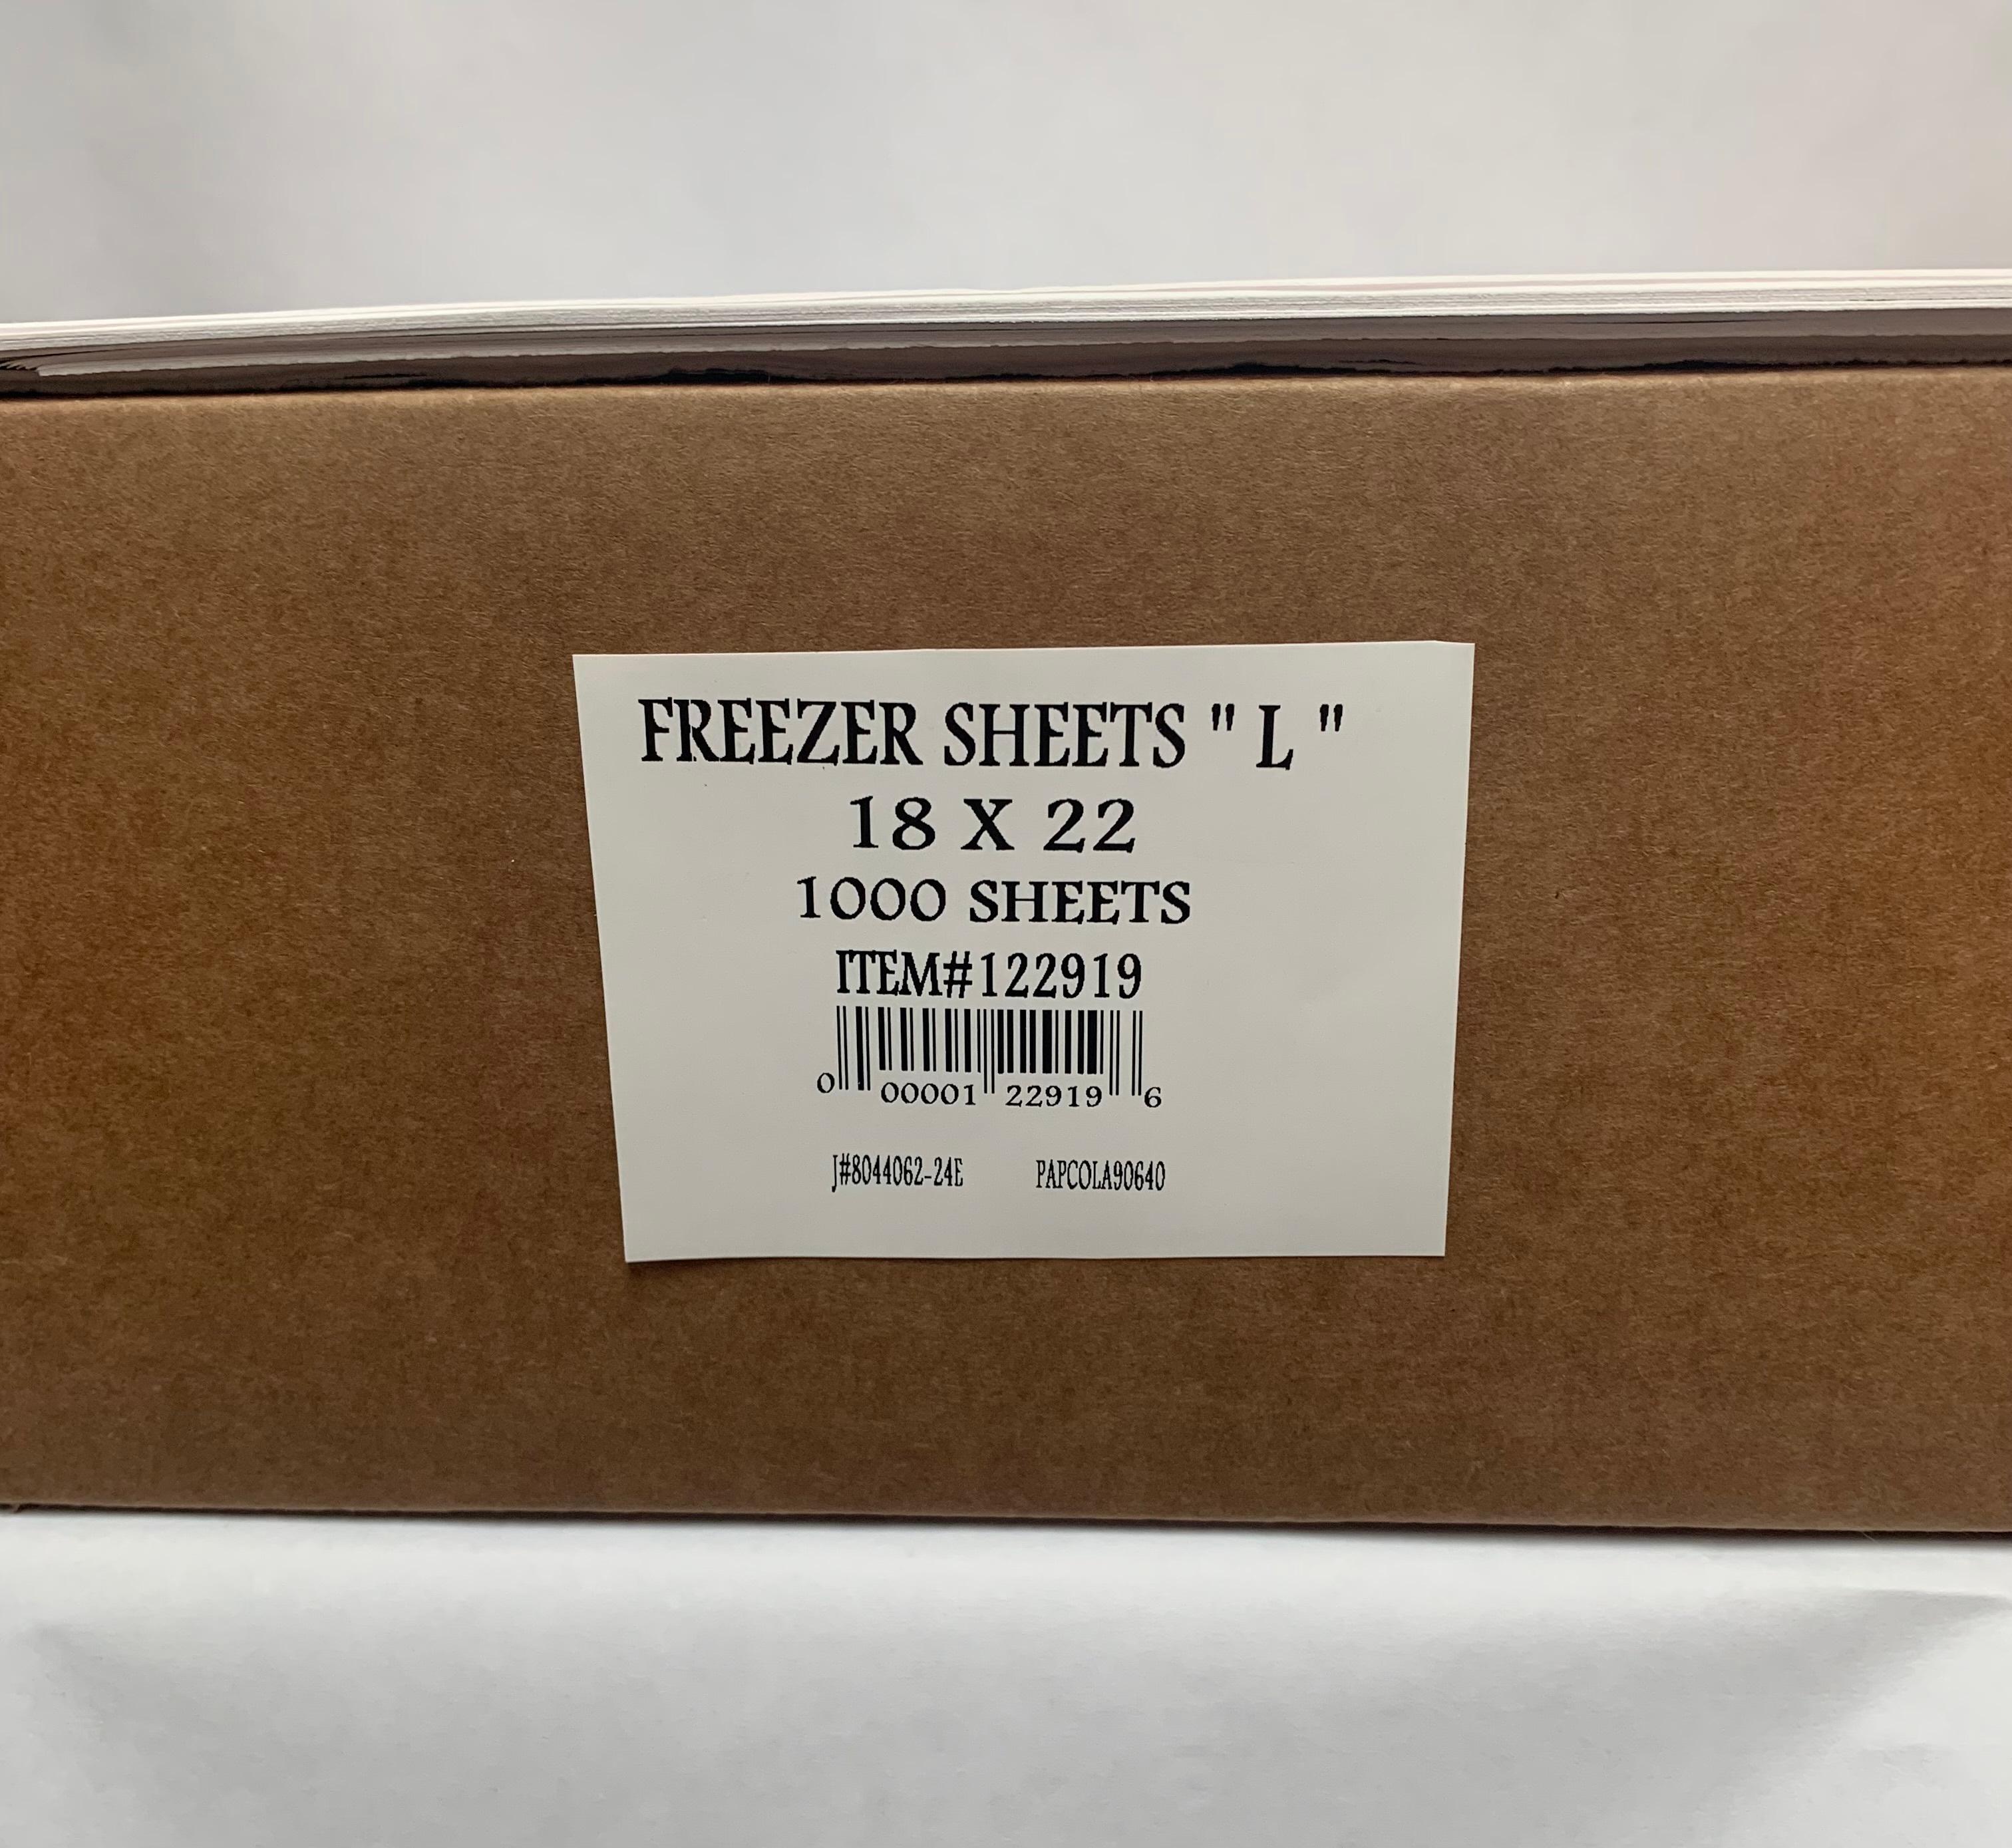 FREEZER SHEETS " L "
18 X 22
1000 SHEETS
ITEM#122919
0 00001 22919 6
J#8044062-24E PAPCOLA90640